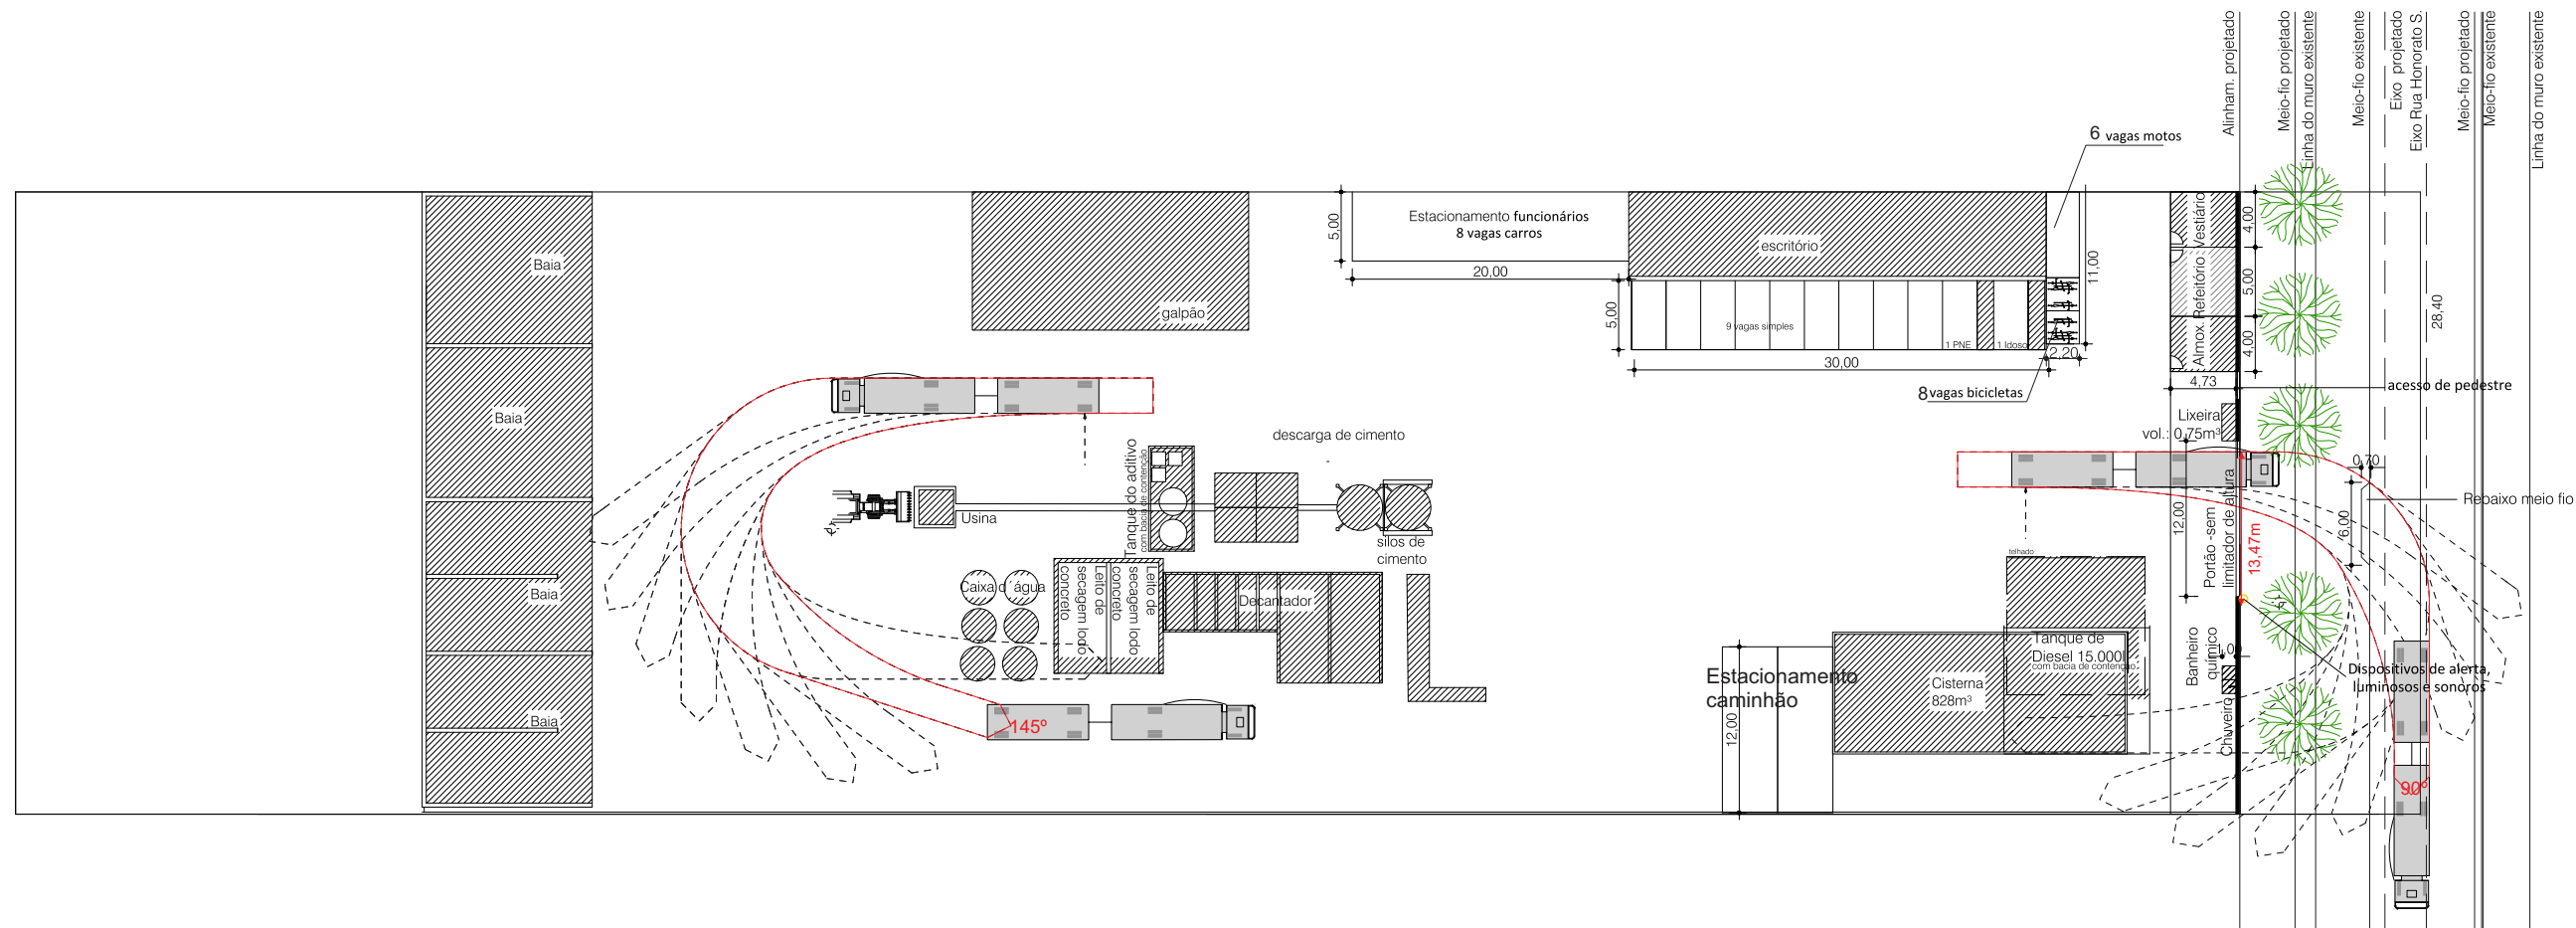 Alinham. projetado
Meio-fio projetado
Linha do muro existente
Meio-fio existente
Eixo projetado
Eixo Rua Honorato S.
Meio-fio projetado
Meio-fio existente
Linha do muro existente
6 vagas motos
Estacionamento funcionários
8 vagas carros
5,00
20,00
escritório
11,00
5,00
9 vagas simples
1 PNE
1 Idoso
2,20
30,00
8 vagas bicicletas
Vestiário
4,00
Refeitório
5,00
Almox.
4,00
28,40
4,73
acesso de pedestre
Lixeira
vol.: 0,75m³
0,70
Rebaixo meio fio
12,00
Portão -sem
limitador de altura
13,47m
6,00
Baia
Baia
Baia
Baia
galpão
descarga de cimento
Tanque do aditivo
com bacia de contenção
Usina
silos de
cimento
Caixa d´água
Leito de
secagem lodo
concreto
Leito de
secagem lodo
concreto
Decantador
145º
Estacionamento
caminhão
12,00
telhado
Tanque de
Diesel 15.000l
com bacia de contenção
Cisterna
828m³
Banheiro
químico
1,00
Chuveiro
Dispositivos de alerta,
luminosos e sonoros
90º